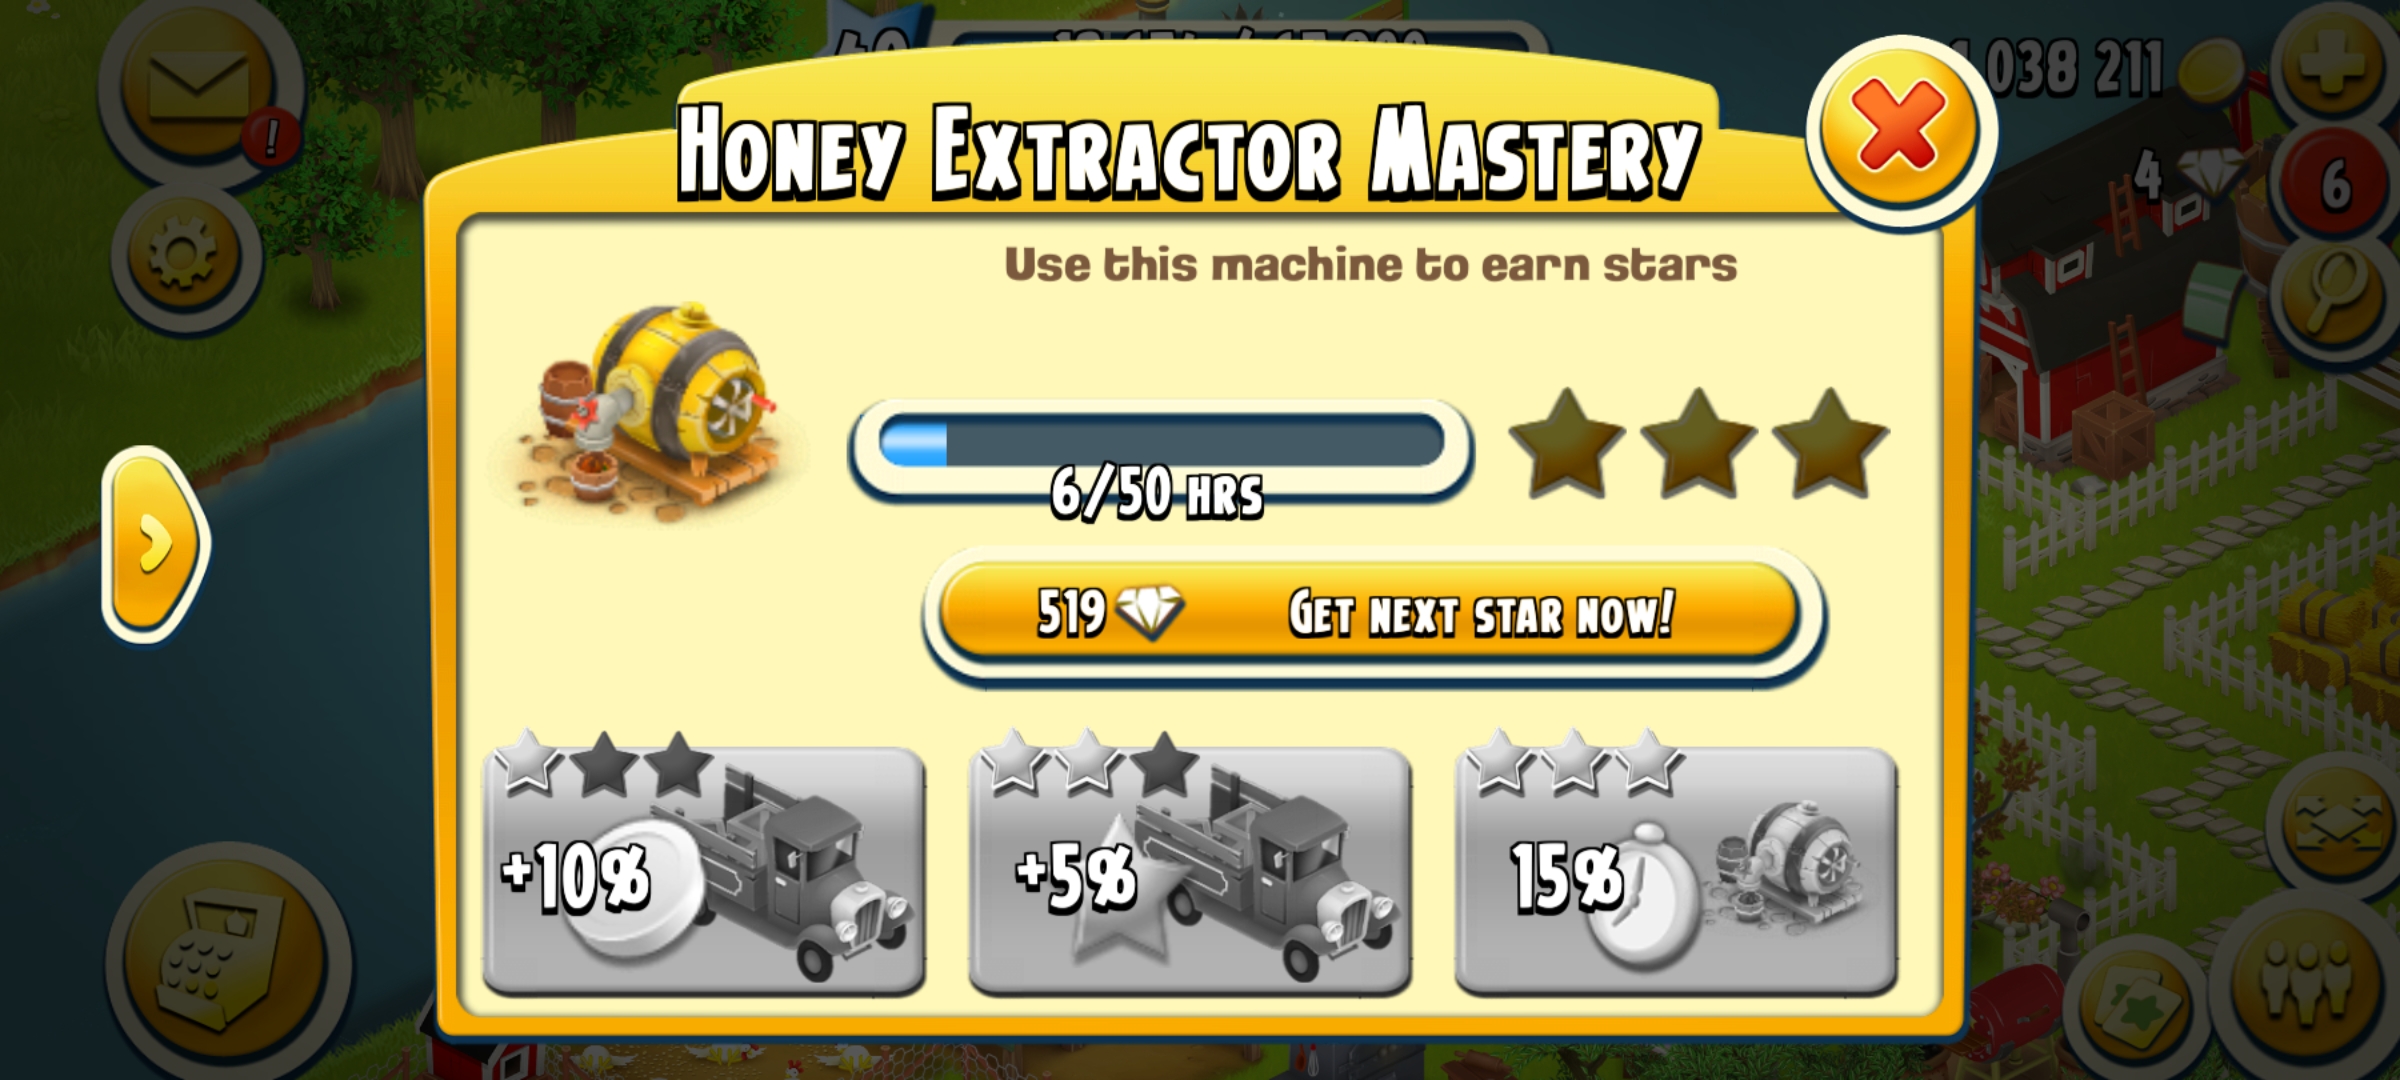 038 211
Honey Extractor Mastery
4
6
Use this machine to earn stars
6/50 hrs
519 Get next star now!
+10%
+5%
15%